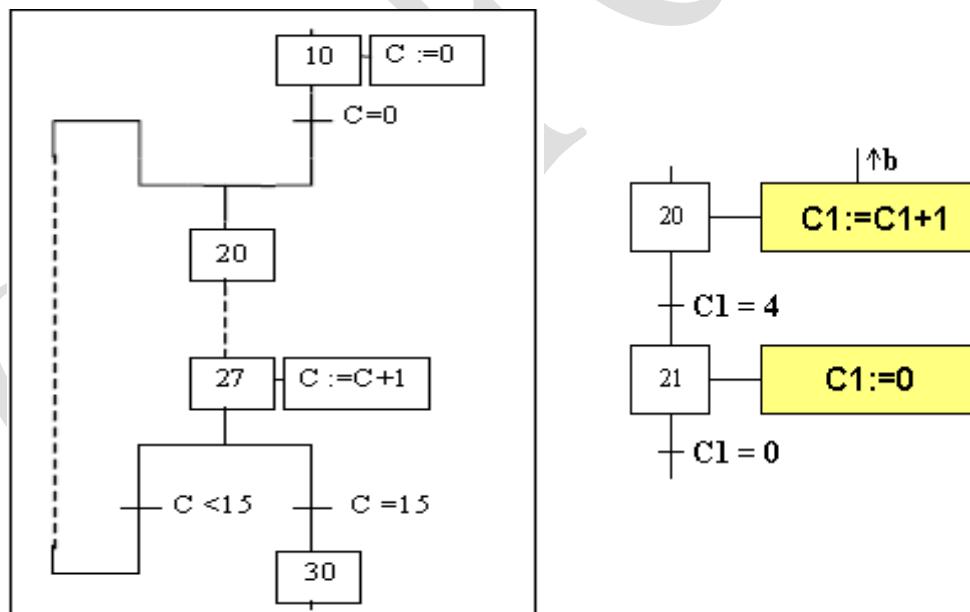 10
C :=0
C=0
20
27
C :=C+1
C <15
C =15
30
↑b
20
C1:=C1+1
C1 = 4
21
C1:=0
C1 = 0